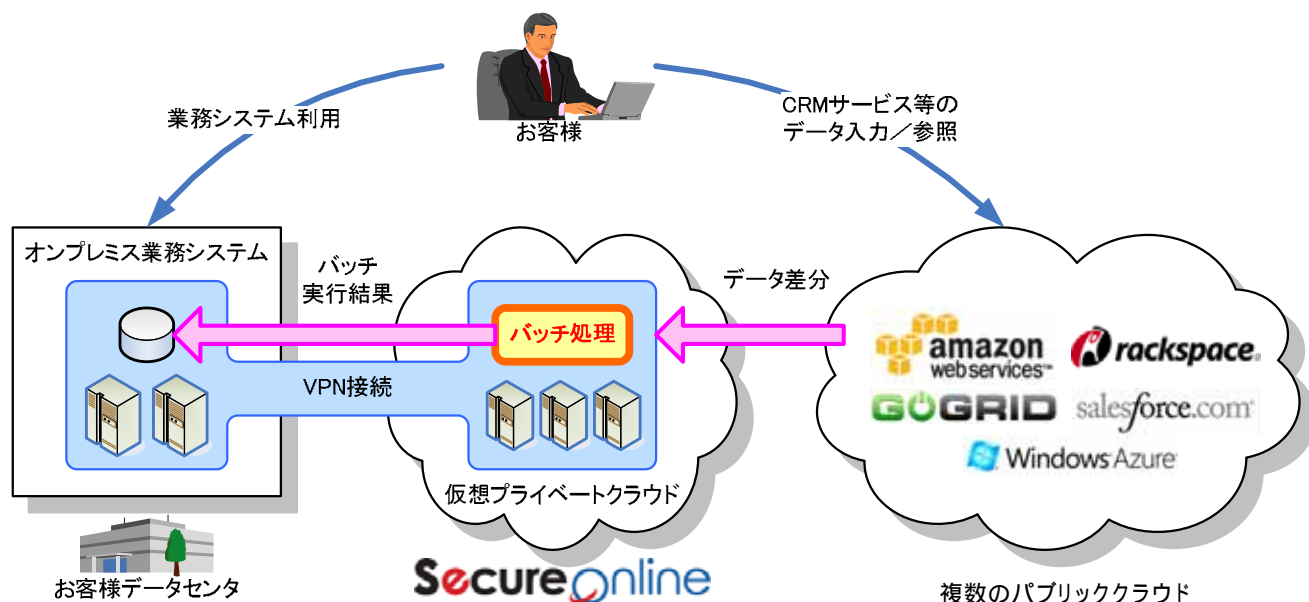 お客様
業務システム利用
CRMサービス等の
データ入力／参照
オンプレミス業務システム
バッチ
実行結果
VPN接続
バッチ処理
データ差分
amazon
webservices™
rackspace®
GOGRID
salesforce.com®
Windows Azure™
仮想プライベートクラウド
お客様データセンタ
Secureonline
複数のパブリッククラウド